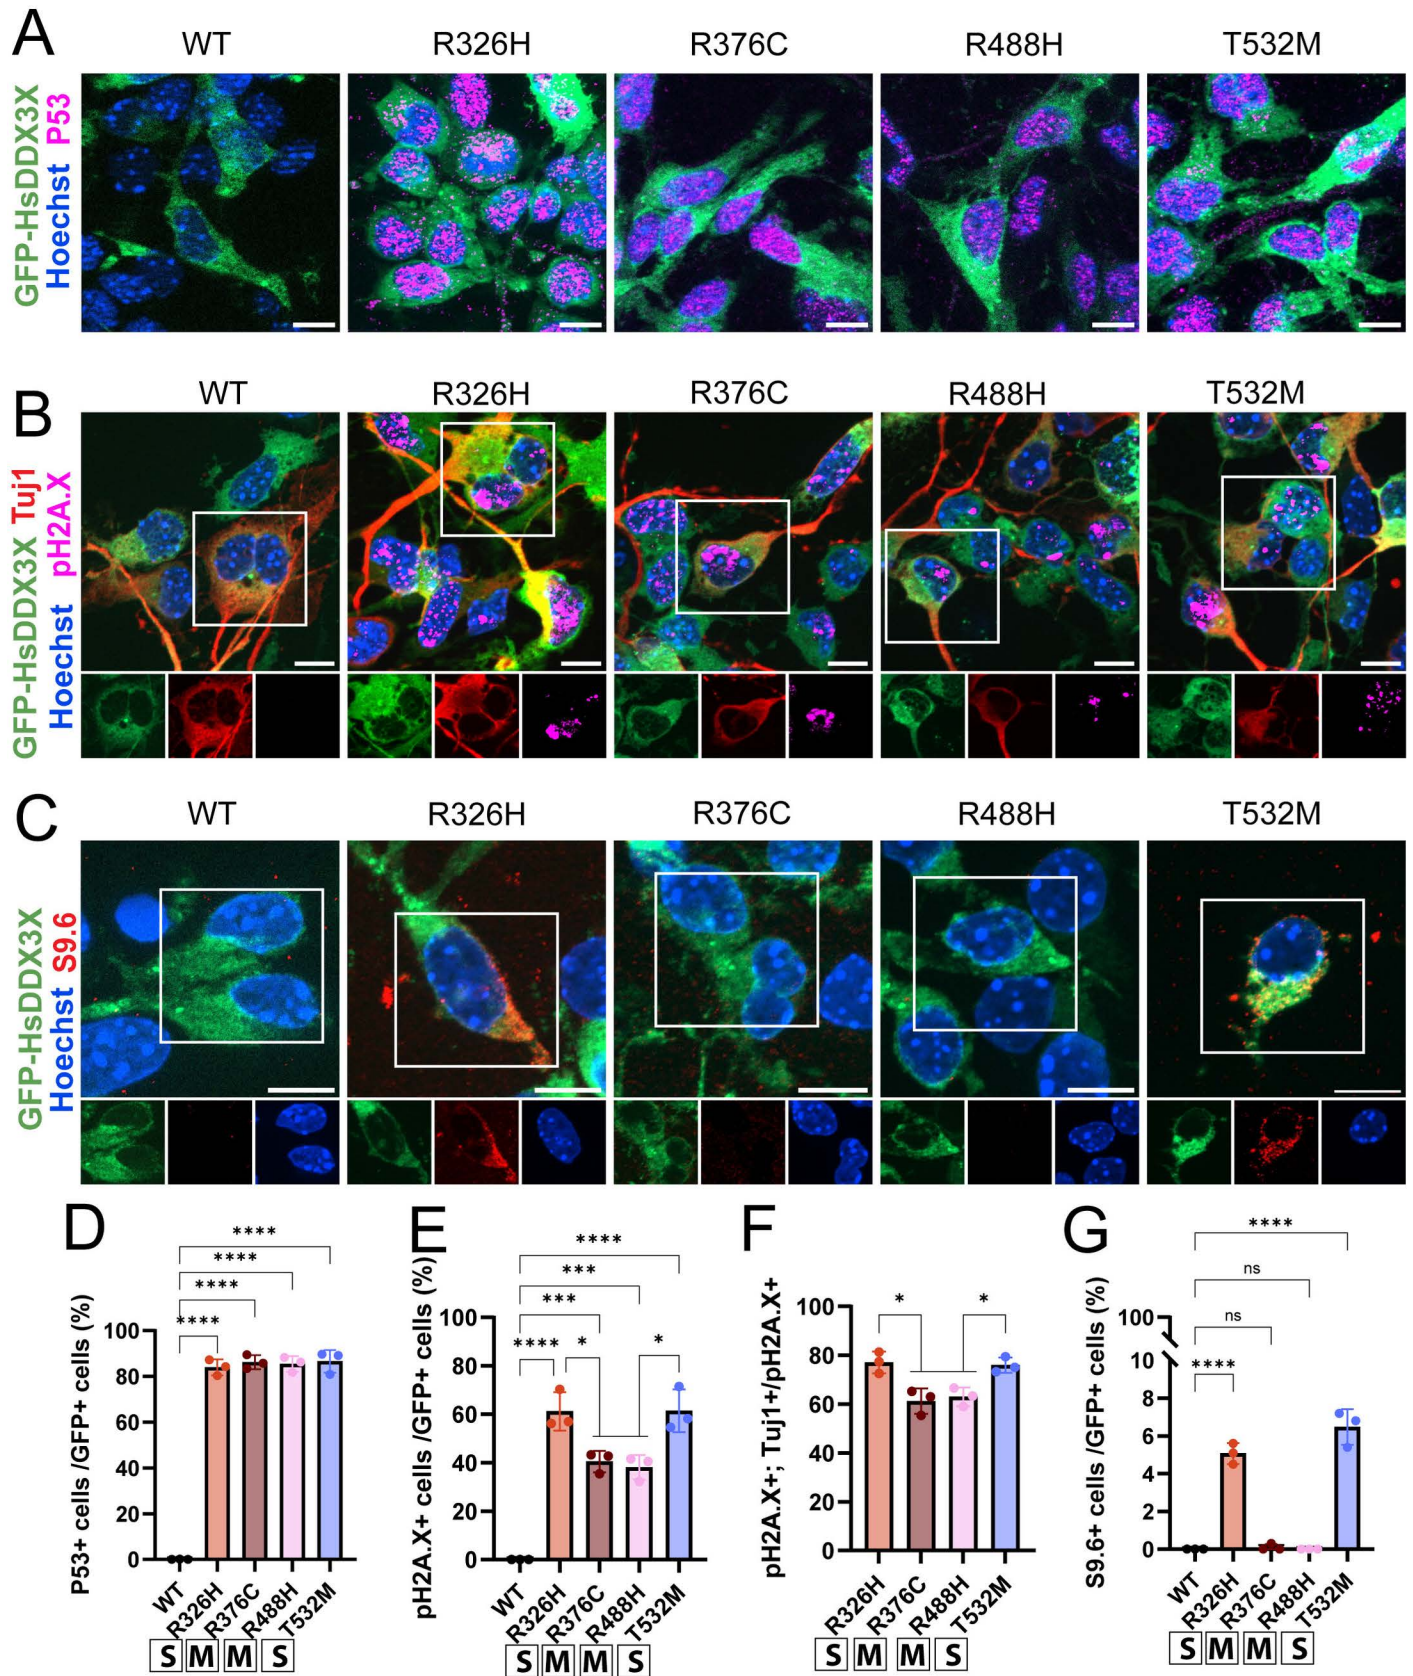 A
WT R326H R376C R488H T532M
GFP-HsDDX3X
Hoechst P53
B
WT R326H R376C R488H T532M
GFP-HsDDX3X Tuj1
Hoechst pH2A.X
C
WT R326H R376C R488H T532M
GFP-HsDDX3X
Hoechst S9.6
D
P53+ cells /GFP+ cells (%)
****
****
****
****
100
80
60
40
20
0
WT R326H R376C R488H T532M
S M M S
E
pH2A.X+ cells /GFP+ cells (%)
****
***
***
**** * *
100
80
60
40
20
0
WT R326H R376C R488H T532M
S M M S
F
pH2A.X+; Tuj1+/pH2A.X+
* *
100
80
60
40
20
0
R326H R376C R488H T532M
S M M S
G
S9.6+ cells /GFP+ cells (%)
****
ns
ns
****
100
10
8
6
4
2
0
WT R326H R376C R488H T532M
S M M S